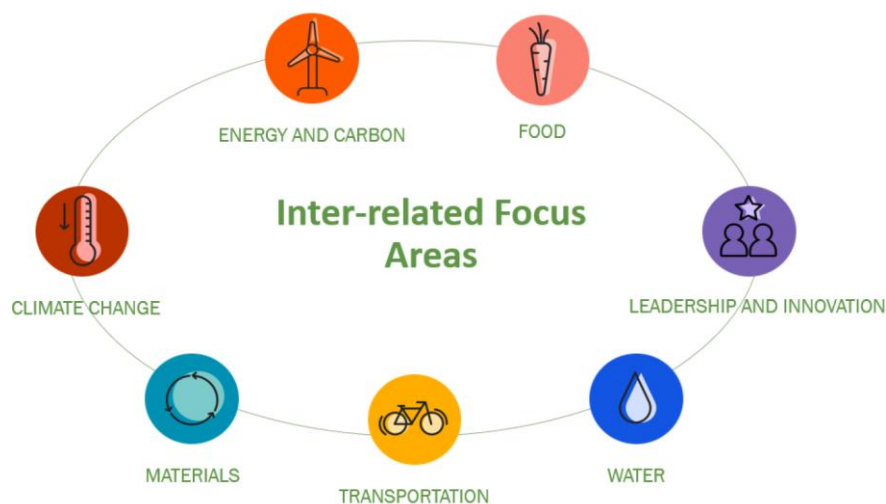 ENERGY AND CARBON
FOOD
Inter-related Focus
Areas
CLIMATE CHANGE
LEADERSHIP AND INNOVATION
MATERIALS
WATER
TRANSPORTATION